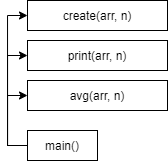 create(arr, n)
print(arr, n)
avg(arr, n)
main()